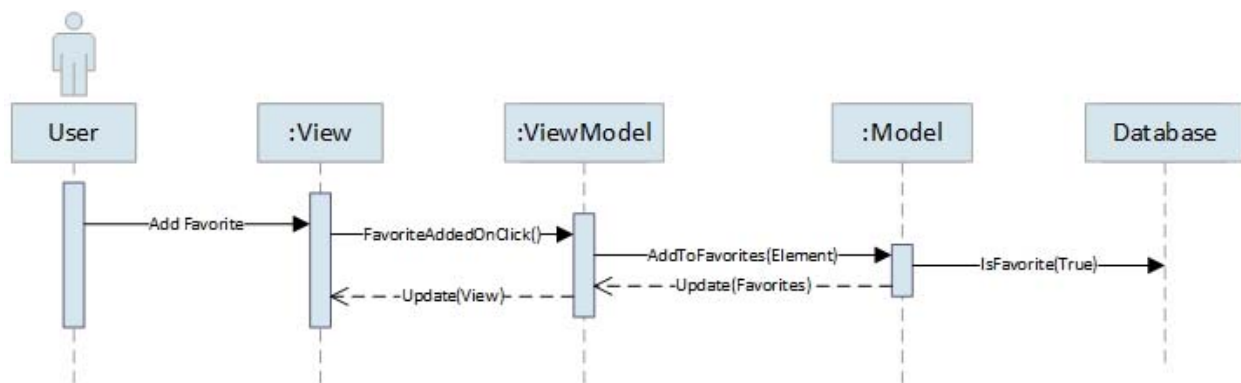 User
:View
:ViewModel
:Model
Database
Add Favorite
FavoriteAddedOnClick()
AddToFavorites(Element)
IsFavorite(True)
Update(Favorites)
Update(View)